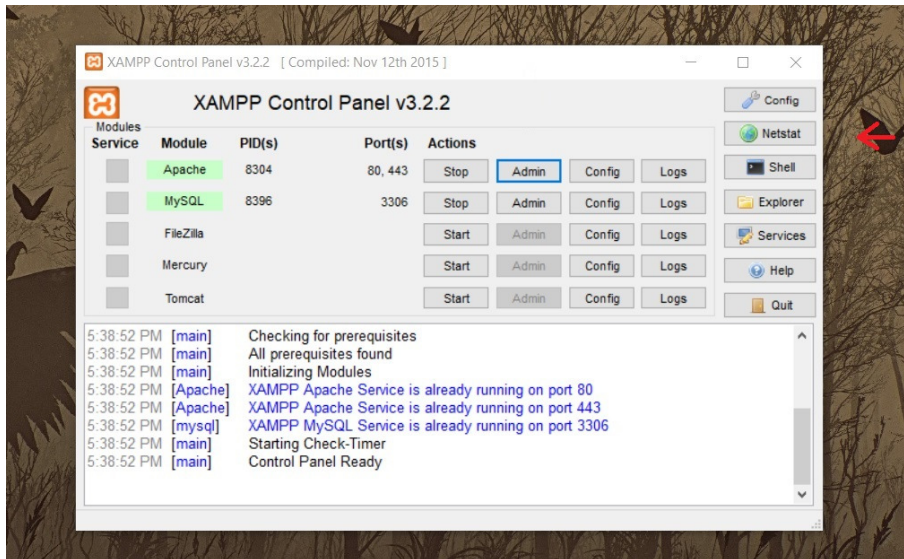 XAMPP Control Panel v3.2.2 [ Compiled: Nov 12th 2015 ]
XAMPP Control Panel v3.2.2
Config
Modules
Service Module PID(s) Port(s) Actions
Netstat
Apache 8304 80, 443 Stop Admin Config Logs
Shell
MySQL 8396 3306 Stop Admin Config Logs
Explorer
FileZilla Start Admin Config Logs
Services
Mercury Start Admin Config Logs
Help
Tomcat Start Admin Config Logs
Quit
5:38:52 PM [main] Checking for prerequisites
5:38:52 PM [main] All prerequisites found
5:38:52 PM [main] Initializing Modules
5:38:52 PM [Apache] XAMPP Apache Service is already running on port 80
5:38:52 PM [Apache] XAMPP Apache Service is already running on port 443
5:38:52 PM [mysql] XAMPP MySQL Service is already running on port 3306
5:38:52 PM [main] Starting Check-Timer
5:38:52 PM [main] Control Panel Ready